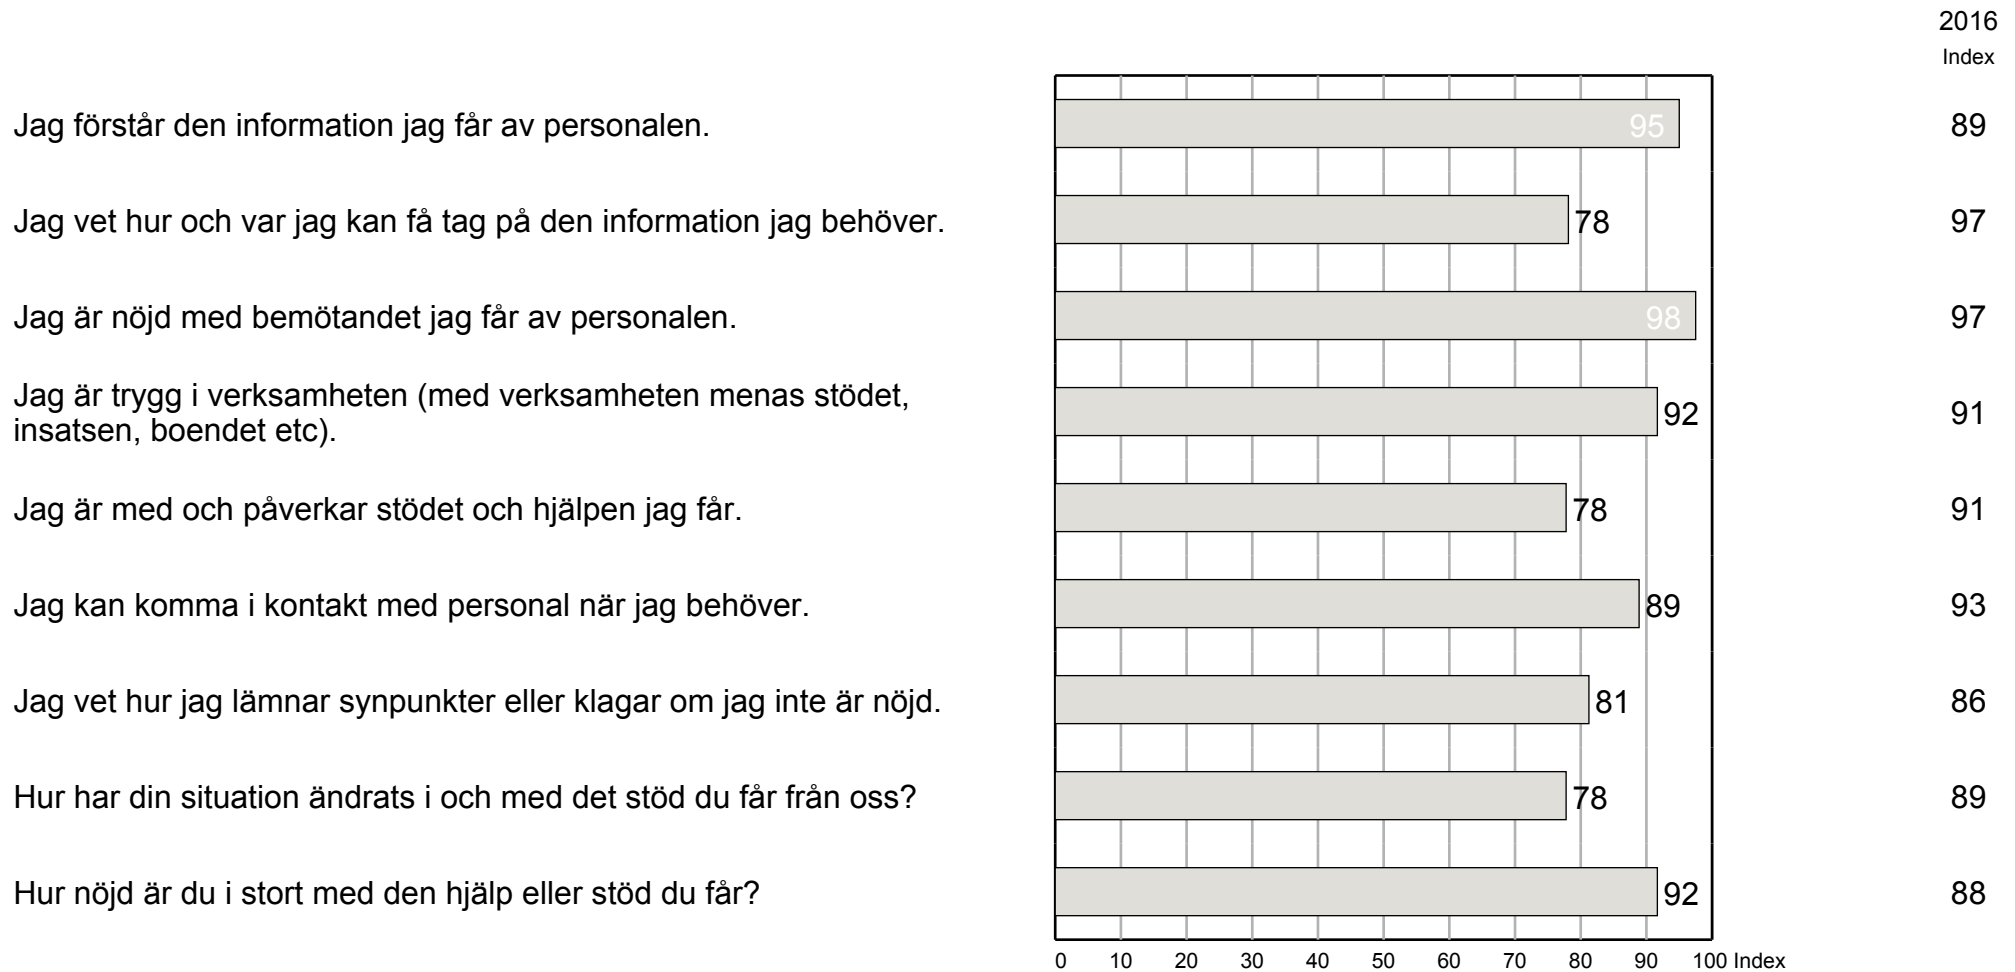 2016
Index
Jag förstår den information jag får av personalen. 95 89
Jag vet hur och var jag kan få tag på den information jag behöver. 78 97
Jag är nöjd med bemötandet jag får av personalen. 98 97
Jag är trygg i verksamheten (med verksamheten menas stödet,
insatsen, boendet etc). 92 91
Jag är med och påverkar stödet och hjälpen jag får. 78 91
Jag kan komma i kontakt med personal när jag behöver. 89 93
Jag vet hur jag lämnar synpunkter eller klagar om jag inte är nöjd. 81 86
Hur har din situation ändrats i och med det stöd du får från oss? 78 89
Hur nöjd är du i stort med den hjälp eller stöd du får? 92 88
0 10 20 30 40 50 60 70 80 90 100 Index